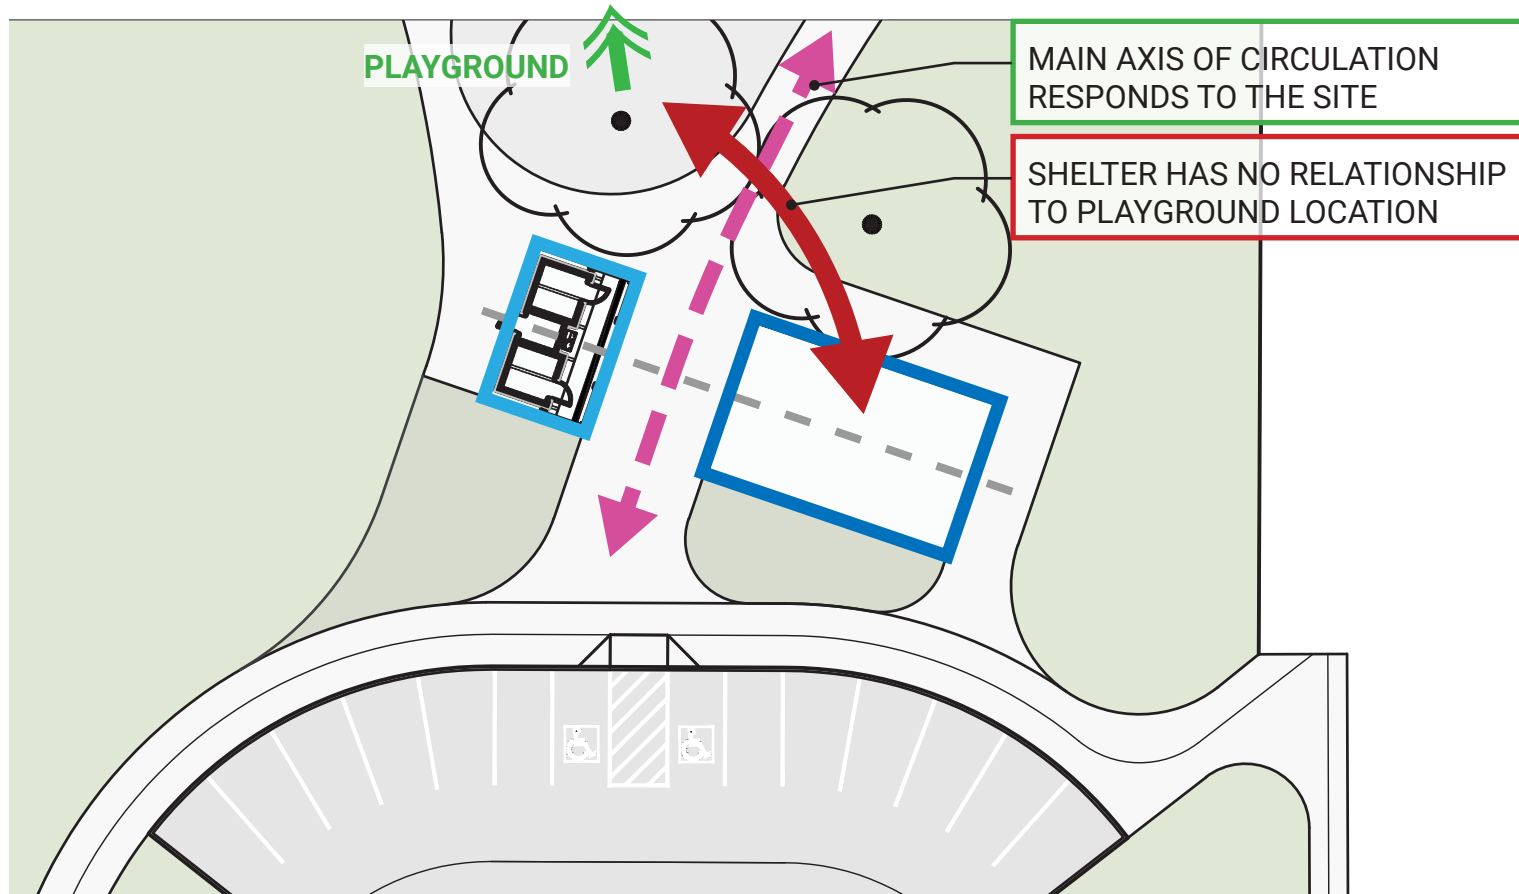 PLAYGROUND
MAIN AXIS OF CIRCULATION
RESPONDS TO THE SITE
SHELTER HAS NO RELATIONSHIP
TO PLAYGROUND LOCATION